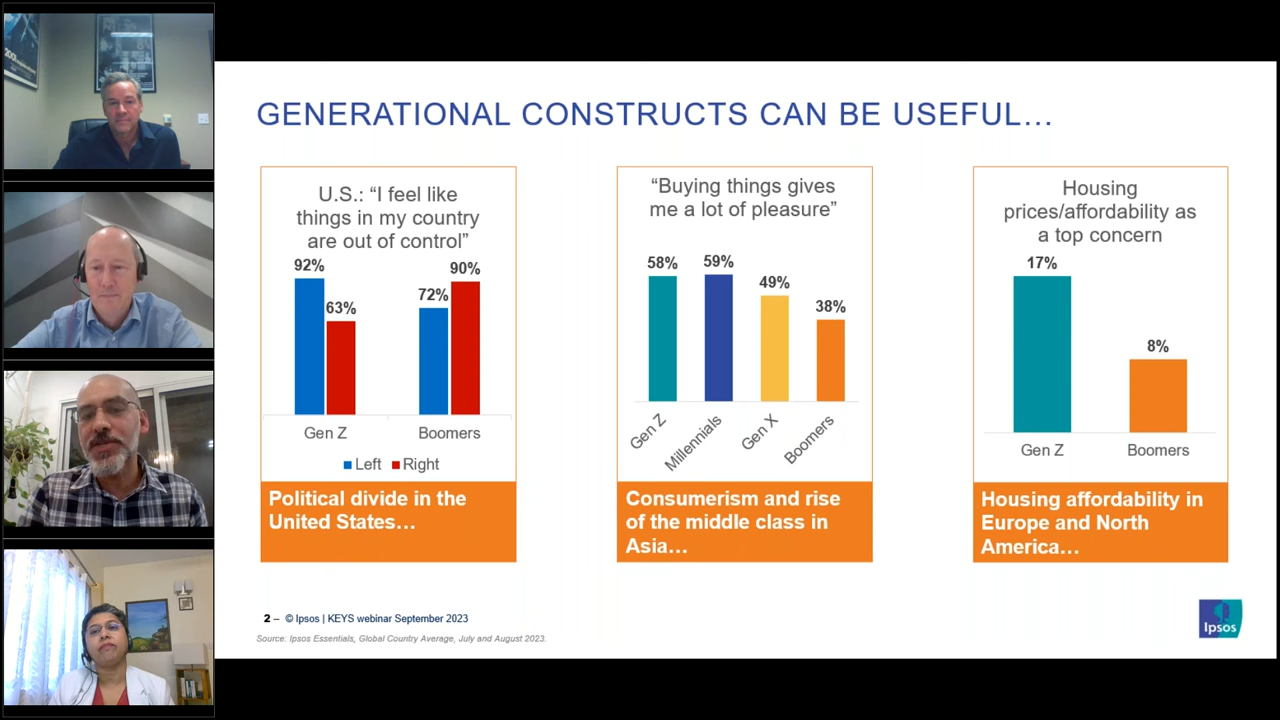 GENERATIONAL CONSTRUCTS CAN BE USEFUL…
U.S.: “I feel like
things in my country
are out of control”
92%
63%
72%
90%
Gen Z
Boomers
Left
Right
Political divide in the
United States…
“Buying things gives
me a lot of pleasure”
58%
59%
49%
38%
Gen Z
Millennials
Gen X
Boomers
Consumerism and rise
of the middle class in
Asia…
Housing
prices/affordability as
a top concern
17%
8%
Gen Z
Boomers
Housing affordability in
Europe and North
America…
2 – © Ipsos | KEYS webinar September 2023
Source: Ipsos Essentials, Global Country Average, July and August 2023.
Ipsos